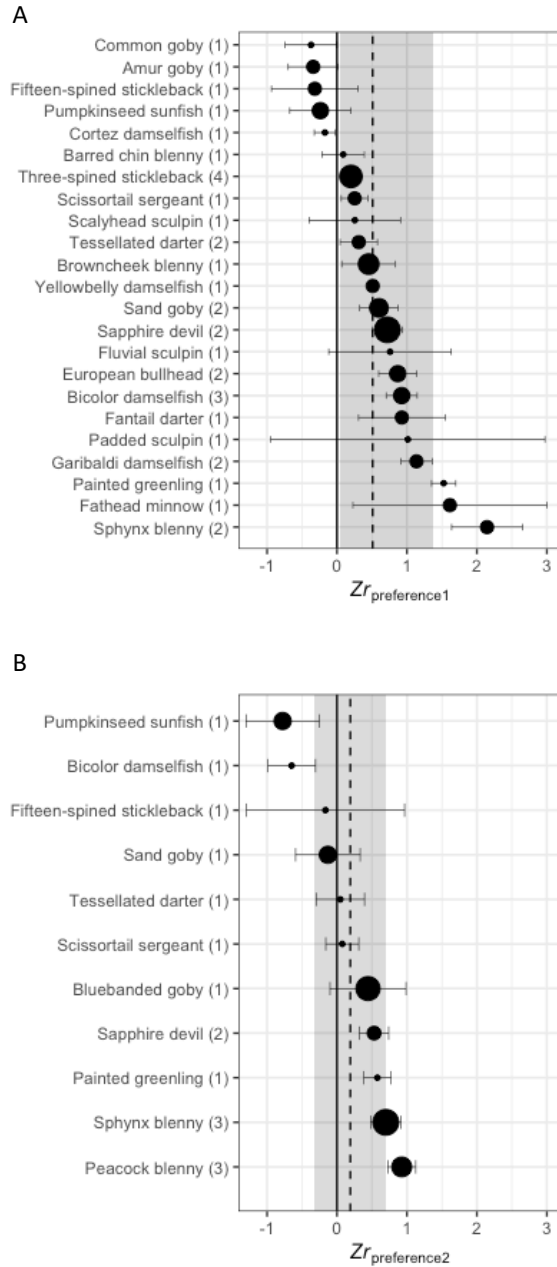 A
Common goby (1)
Amur goby (1)
Fifteen-spined stickleback (1)
Pumpkinseed sunfish (1)
Cortez damselfish (1)
Barred chin blenny (1)
Three-spined stickleback (4)
Scissortail sergeant (1)
Scalyhead sculpin (1)
Tessellated darter (2)
Browncheek blenny (1)
Yellowbelly damselfish (1)
Sand goby (2)
Sapphire devil (2)
Fluvial sculpin (1)
European bullhead (2)
Bicolor damselfish (3)
Fantail darter (1)
Padded sculpin (1)
Garibaldi damselfish (2)
Painted greenling (1)
Fathead minnow (1)
Sphynx blenny (2)
-1 0 1 2 3
Zr preference1
B
Pumpkinseed sunfish (1)
Bicolor damselfish (1)
Fifteen-spined stickleback (1)
Sand goby (1)
Tessellated darter (1)
Scissortail sergeant (1)
Bluebanded goby (1)
Sapphire devil (2)
Painted greenling (1)
Sphynx blenny (3)
Peacock blenny (3)
-1 0 1 2 3
Zr preference2